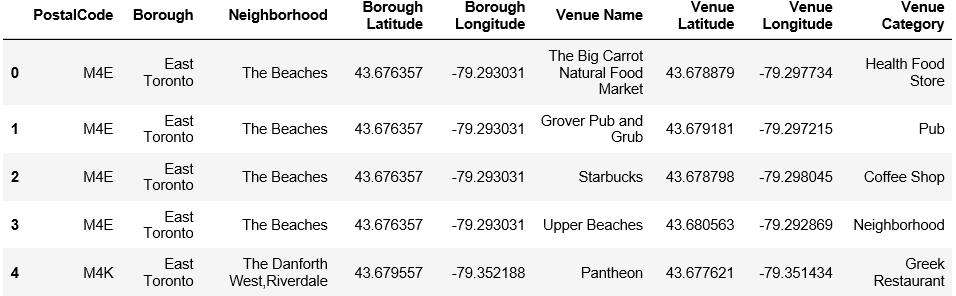 PostalCode Borough Neighborhood Borough Latitude Borough Longitude Venue Name Venue Latitude Venue Longitude Venue Category
0 M4E East Toronto The Beaches 43.676357 -79.293031 The Big Carrot Natural Food Market 43.678879 -79.297734 Health Food Store
1 M4E East Toronto The Beaches 43.676357 -79.293031 Grover Pub and Grub 43.679181 -79.297215 Pub
2 M4E East Toronto The Beaches 43.676357 -79.293031 Starbucks 43.678798 -79.298045 Coffee Shop
3 M4E East Toronto The Beaches 43.676357 -79.293031 Upper Beaches 43.680563 -79.292869 Neighborhood
4 M4K East Toronto The Danforth West,Riverdale 43.679557 -79.352188 Pantheon 43.677621 -79.351434 Greek Restaurant